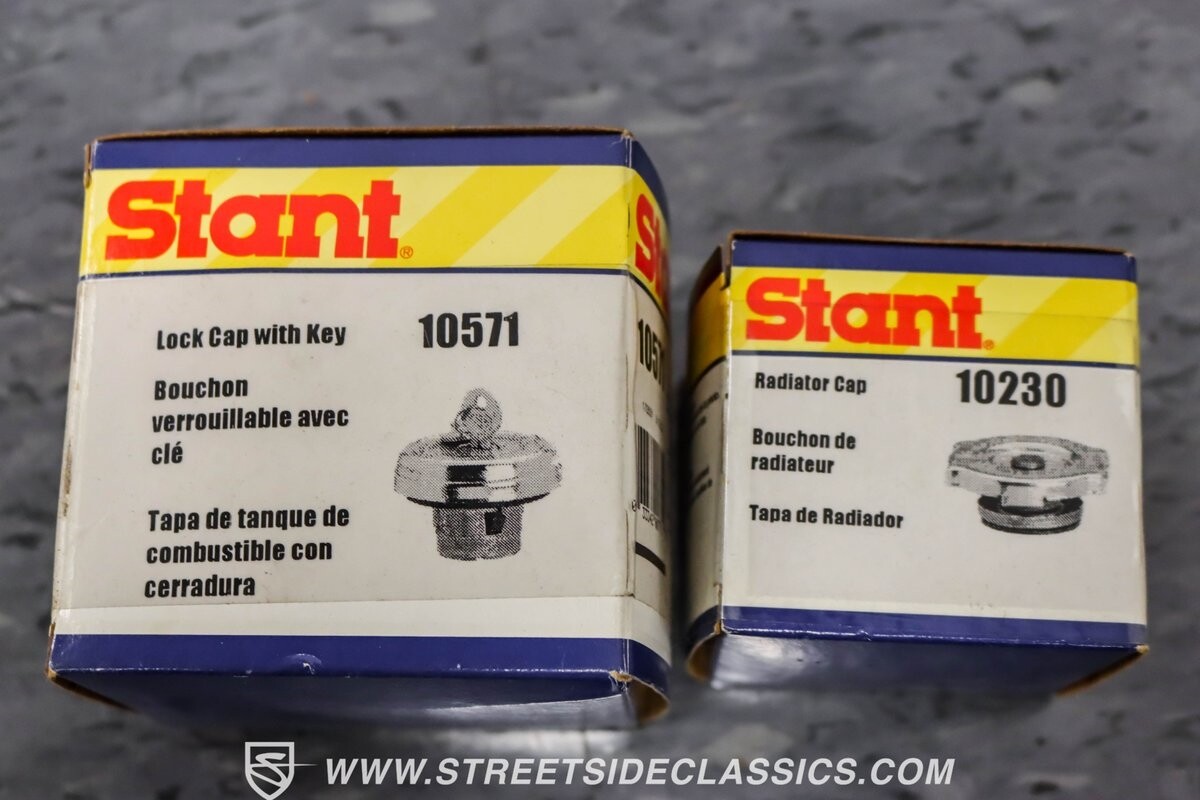 Stant®
Lock Cap with Key
10571
Bouchon
verrouillable avec
clé
Tapa de tanque de
combustible con
cerradura
Stant®
Radiator Cap
10230
Bouchon de
radiateur
Tapa de Radiador
WWW.STREETSIDECLASSICS.COM